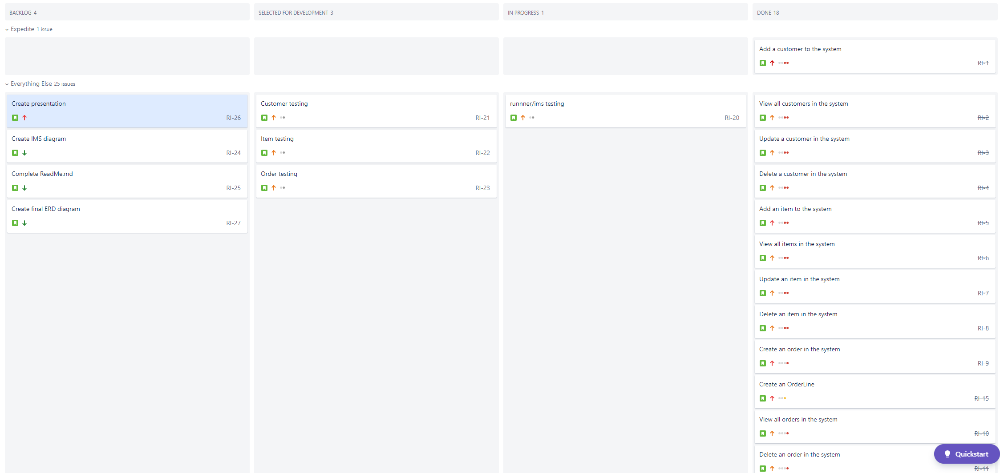 BACKLOG 4
SELECTED FOR DEVELOPMENT 3
IN PROGRESS 1
DONE 18
Expedite 1 issue
Add a customer to the system
RI-1
Everything Else 25 issues
Create presentation
RI-26
Create IMS diagram
RI-24
Complete ReadMe.md
RI-25
Create final ERD diagram
RI-27
Customer testing
RI-21
Item testing
RI-22
Order testing
RI-23
runnner/ims testing
RI-20
View all customers in the system
RI-2
Update a customer in the system
RI-3
Delete a customer in the system
RI-4
Add an item to the system
RI-5
View all items in the system
RI-6
Update an item in the system
RI-7
Delete an item in the system
RI-8
Create an order in the system
RI-9
Create an OrderLine
RI-15
View all orders in the system
RI-10
Delete an order in the system
RI-11
Quickstart